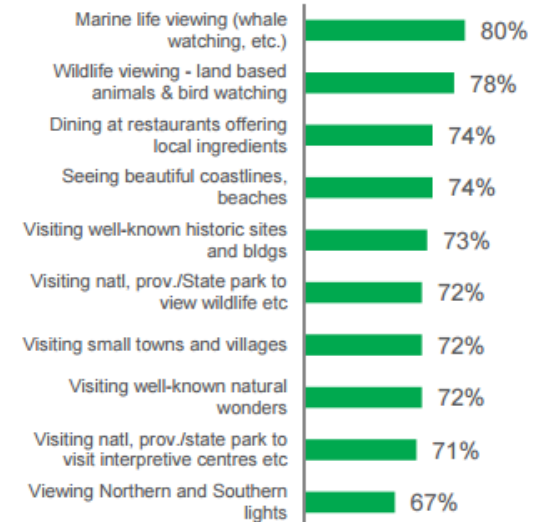 Marine life viewing (whale
watching, etc.)
80%
Wildlife viewing - land based
animals & bird watching
78%
Dining at restaurants offering
local ingredients
74%
Seeing beautiful coastlines,
beaches
74%
Visiting well-known historic sites
and bldgs
73%
Visiting natl, prov./State park to
view wildlife etc
72%
Visiting small towns and villages
72%
Visiting well-known natural
wonders
72%
Visiting natl, prov./state park to
visit interpretive centres etc
71%
Viewing Northern and Southern
lights
67%